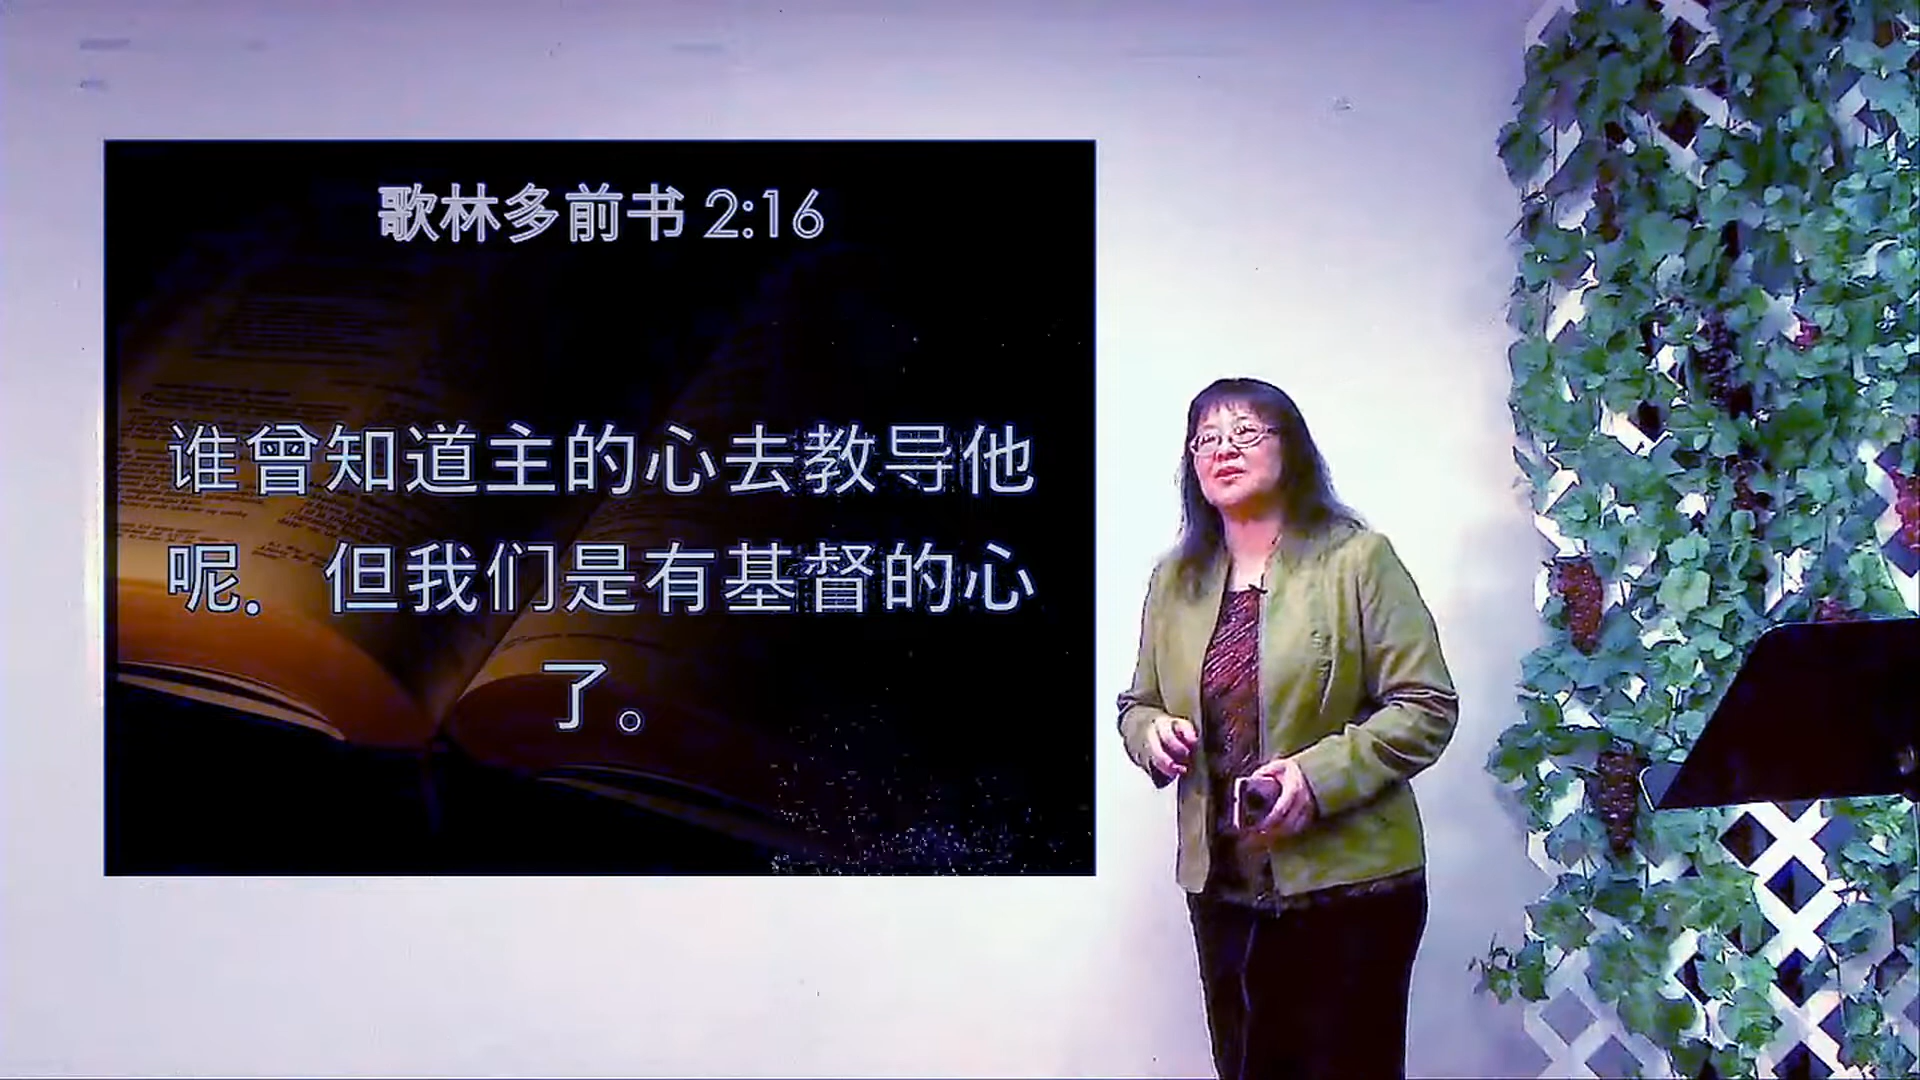 歌林多前书 2:16
谁曾知道主的心去教导他
呢. 但我们是有基督的心
了。